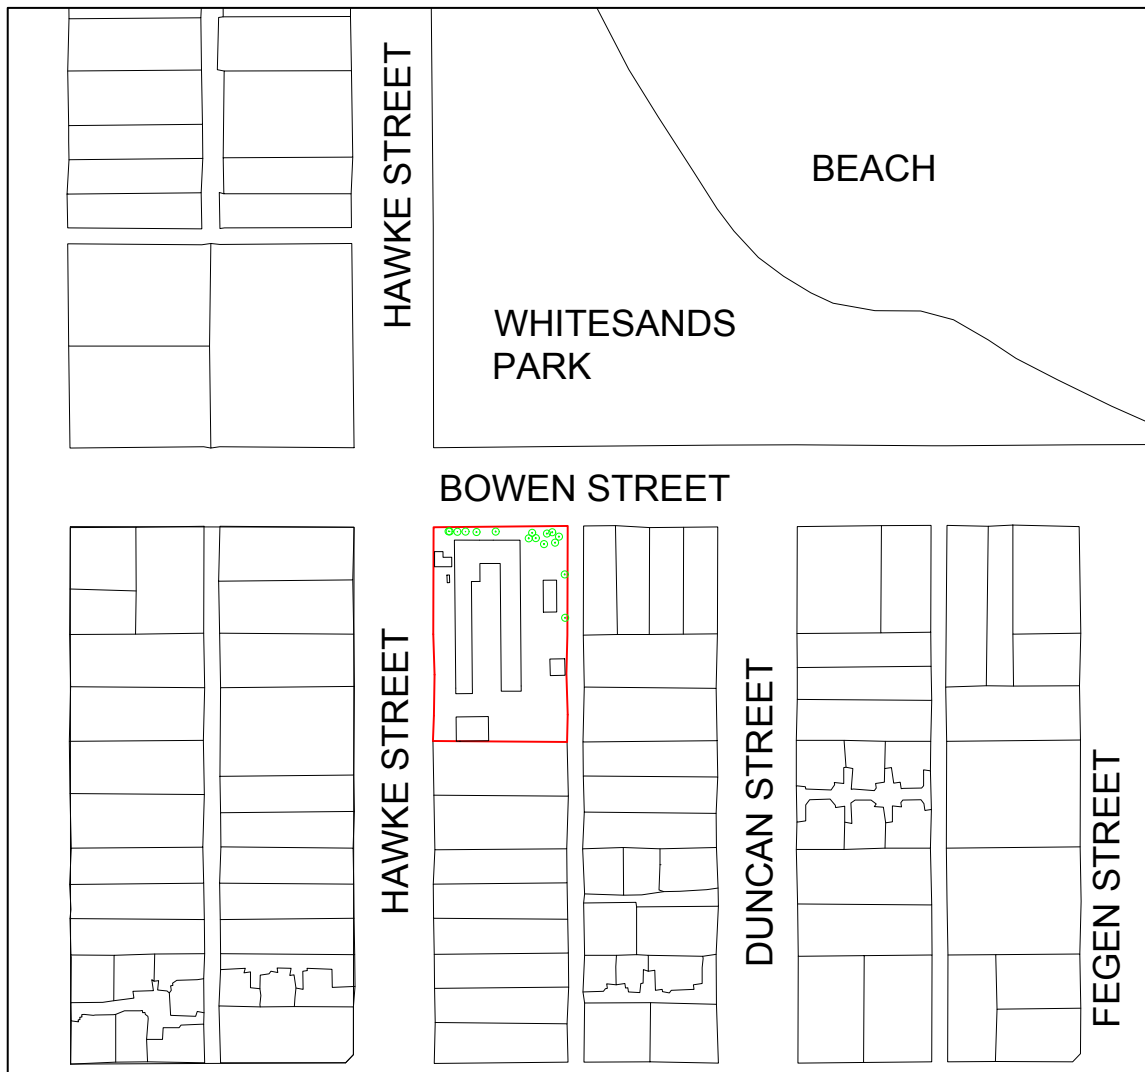 HAWKE STREET
BEACH
WHITESANDS
PARK
BOWEN STREET
HAWKE STREET
DUNCAN STREET
FEGEN STREET